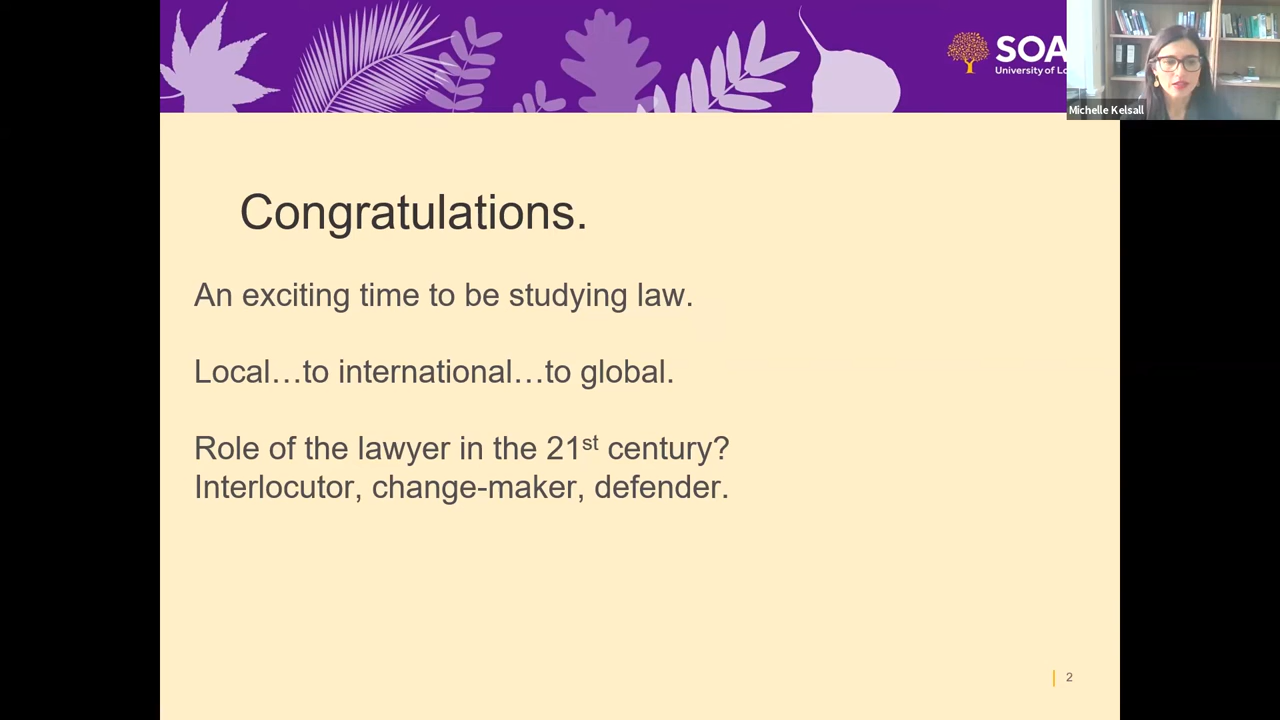 SOA
University of Lo
Michelle Kelsall
Congratulations.
An exciting time to be studying law.
Local…to international…to global.
Role of the lawyer in the 21st century?
Interlocutor, change-maker, defender.
2